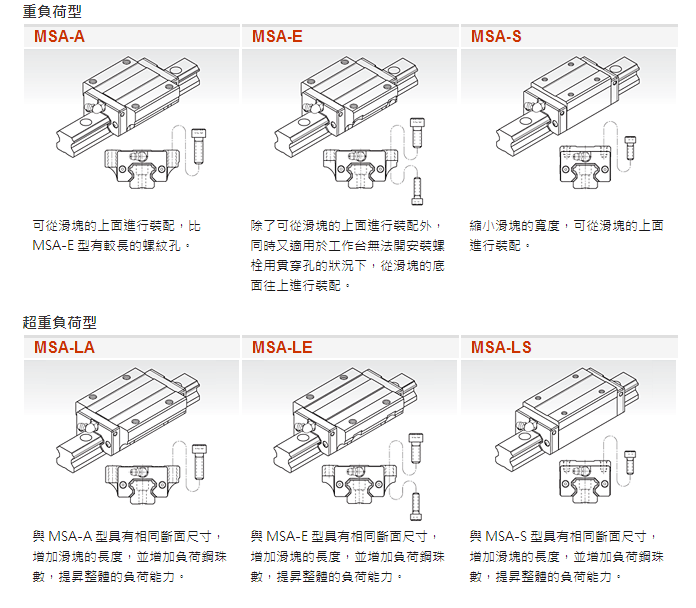 重負荷型
MSA-A
MSA-E
MSA-S
可從滑塊的上面進行裝配，比
MSA-E 型有較長的螺紋孔。
除了可從滑塊的上面進行裝配外，
同時又適用於工作台無法開安裝螺
栓用貫穿孔的狀況下，從滑塊的底
面往上進行裝配。
縮小滑塊的寬度，可從滑塊的上面
進行裝配。
超重負荷型
MSA-LA
MSA-LE
MSA-LS
與 MSA-A 型具有相同斷面尺寸，
增加滑塊的長度，並增加負荷鋼珠
數，提昇整體的負荷能力。
與 MSA-E 型具有相同斷面尺寸，
增加滑塊的長度，並增加負荷鋼珠
數，提昇整體的負荷能力。
與 MSA-S 型具有相同斷面尺寸，
增加滑塊的長度，並增加負荷鋼珠
數，提昇整體的負荷能力。